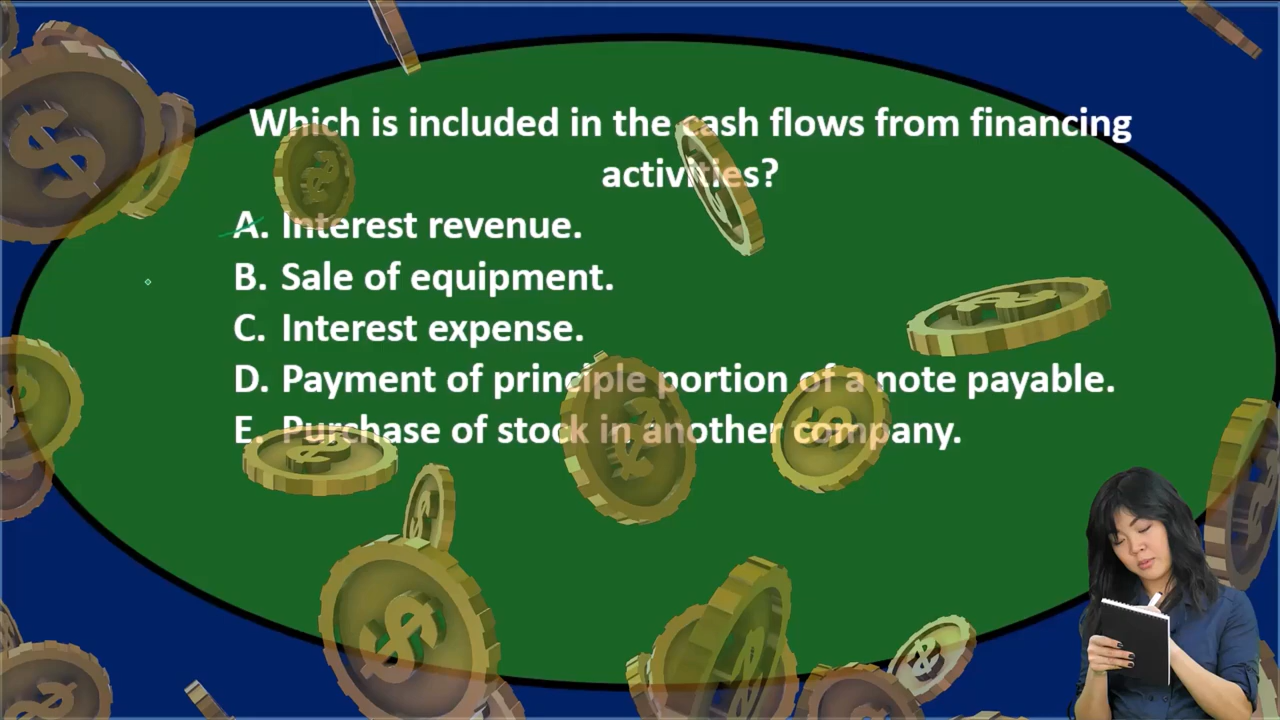 Which is included in the cash flows from financing
activities?
A. Interest revenue.
B. Sale of equipment.
C. Interest expense.
D. Payment of principle portion of a note payable.
E. Purchase of stock in another company.